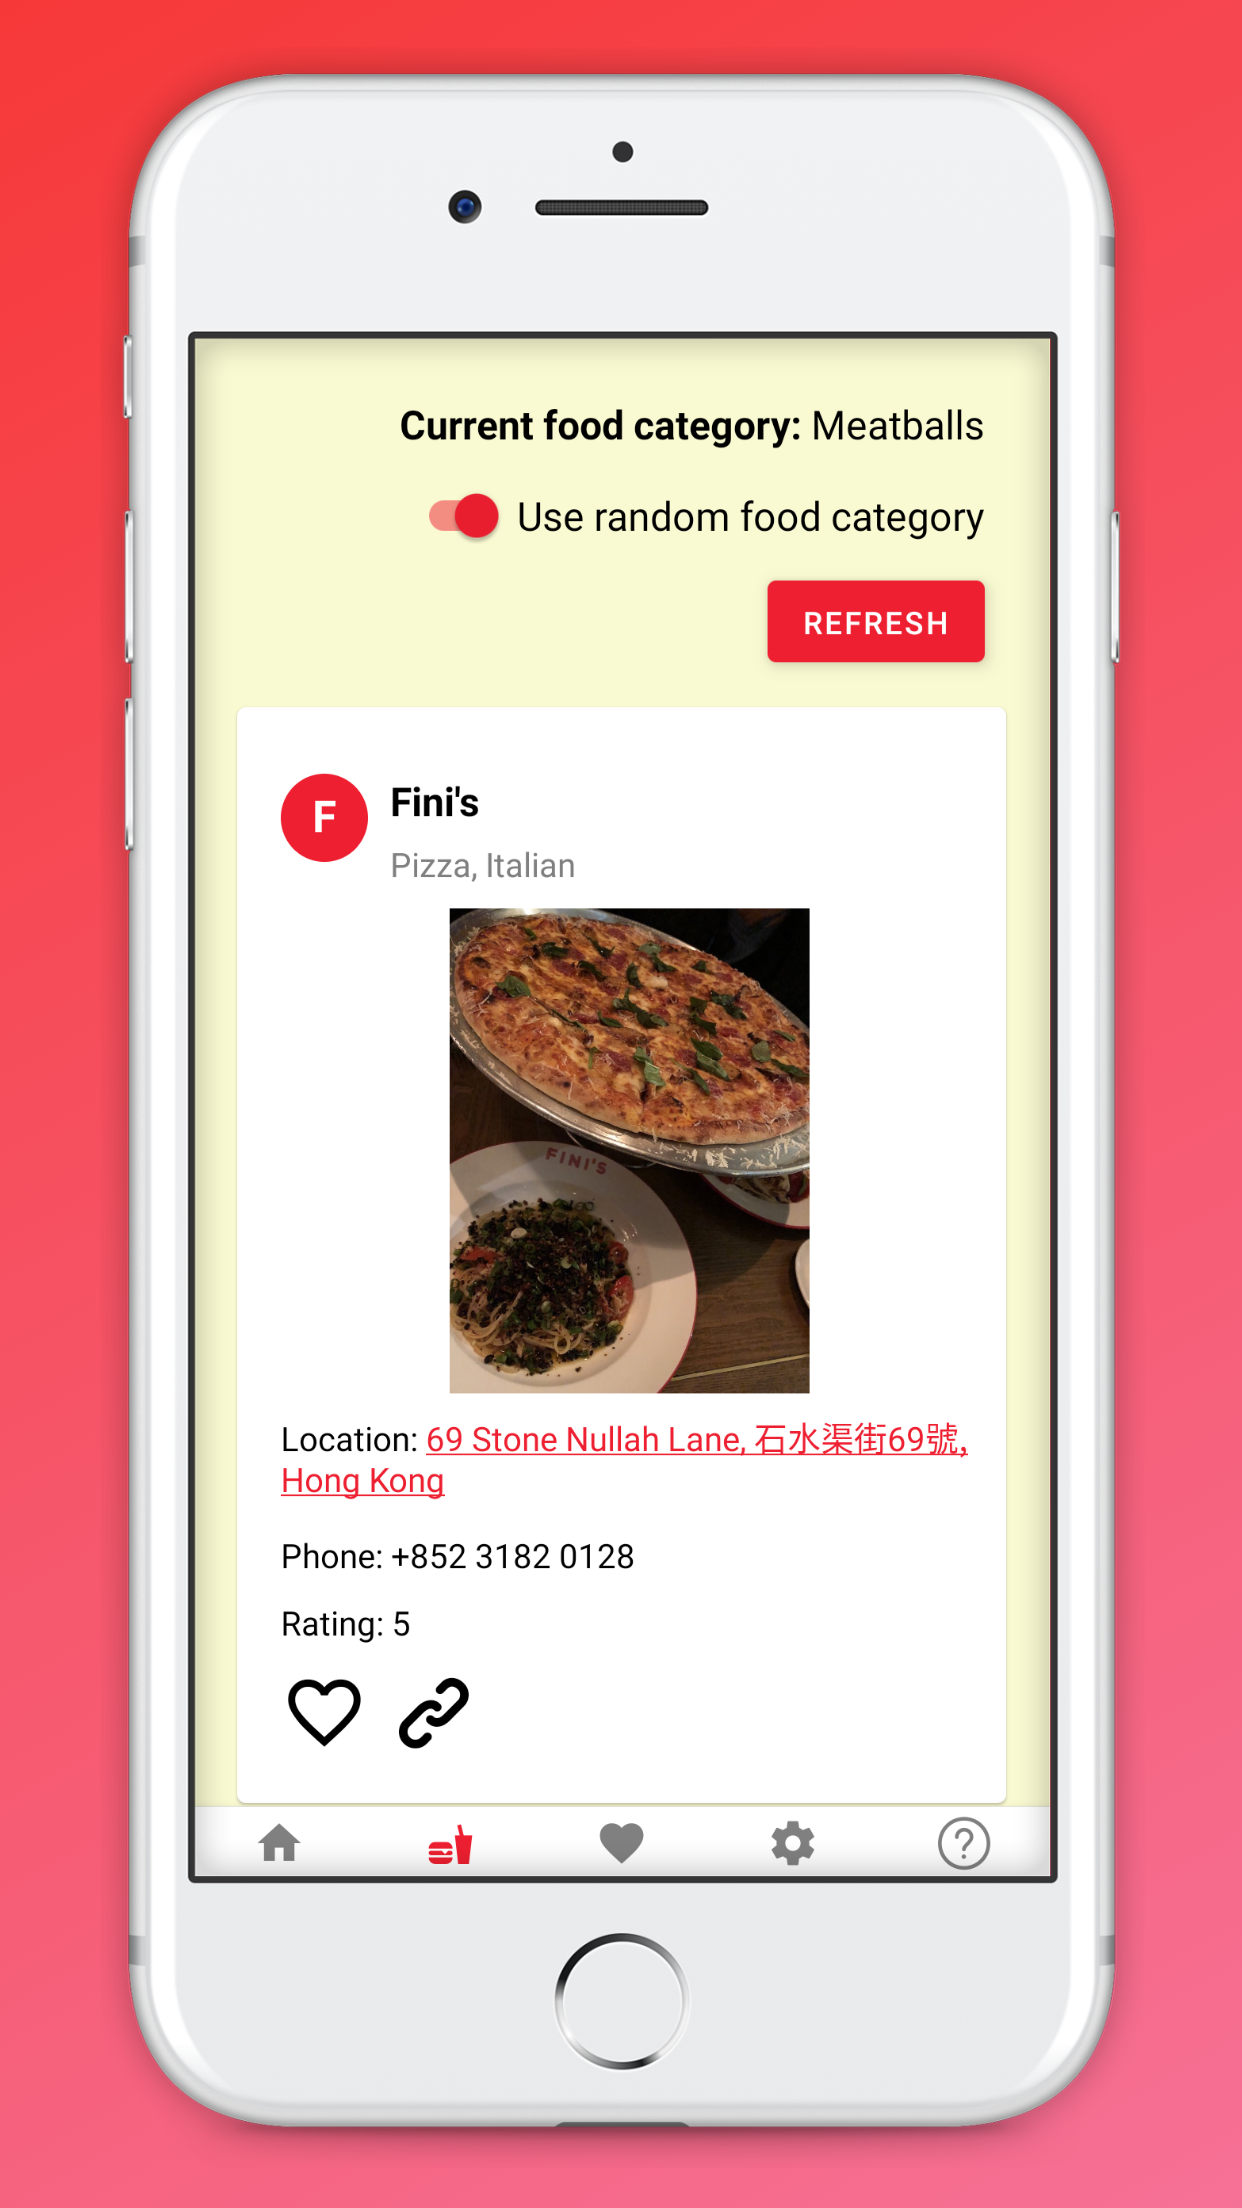 Current food category: Meatballs
Use random food category
REFRESH
F
Fini's
Pizza, Italian
FINI'S
Location: 69 Stone Nullah Lane, 石水渠街69號,
Hong Kong
Phone: +852 3182 0128
Rating: 5
?